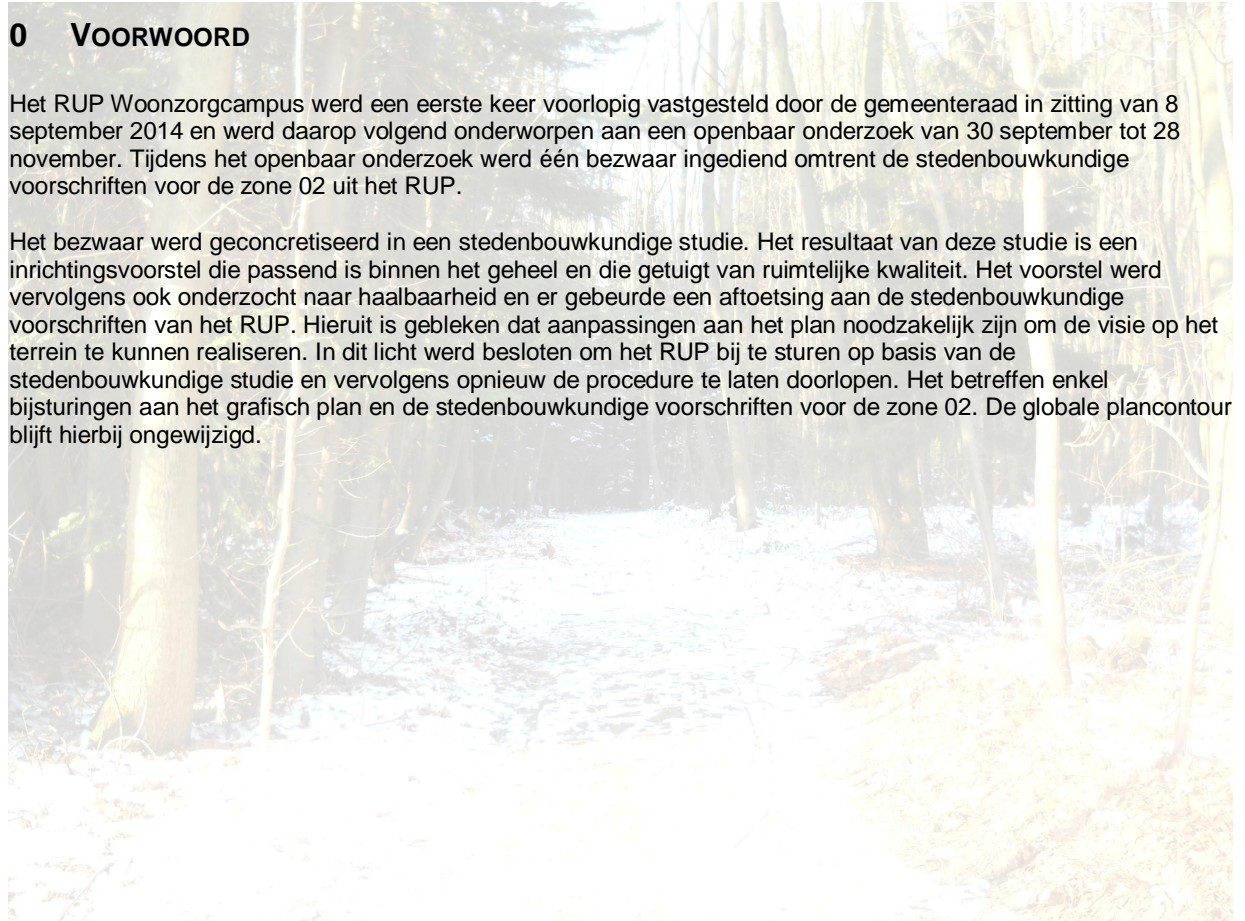 0 VOORWOORD
Het RUP Woonzorgcampus werd een eerste keer voorlopig vastgesteld door de gemeenteraad in zitting van 8
september 2014 en werd daarop volgend onderworpen aan een openbaar onderzoek van 30 september tot 28
november. Tijdens het openbaar onderzoek werd één bezwaar ingediend omtrent de stedenbouwkundige
voorschriften voor de zone 02 uit het RUP.
Het bezwaar werd geconcretiseerd in een stedenbouwkundige studie. Het resultaat van deze studie is een
inrichtingsvoorstel die passend is binnen het geheel en die getuigt van ruimtelijke kwaliteit. Het voorstel werd
vervolgens ook onderzocht naar haalbaarheid en er gebeurde een aftoetsing aan de stedenbouwkundige
voorschriften van het RUP. Hieruit is gebleken dat aanpassingen aan het plan noodzakelijk zijn om de visie op het
terrein te kunnen realiseren. In dit licht werd besloten om het RUP bij te sturen op basis van de
stedenbouwkundige studie en vervolgens opnieuw de procedure te laten doorlopen. Het betreffen enkel
bijsturingen aan het grafisch plan en de stedenbouwkundige voorschriften voor de zone 02. De globale plancontour
blijft hierbij ongewijzigd.